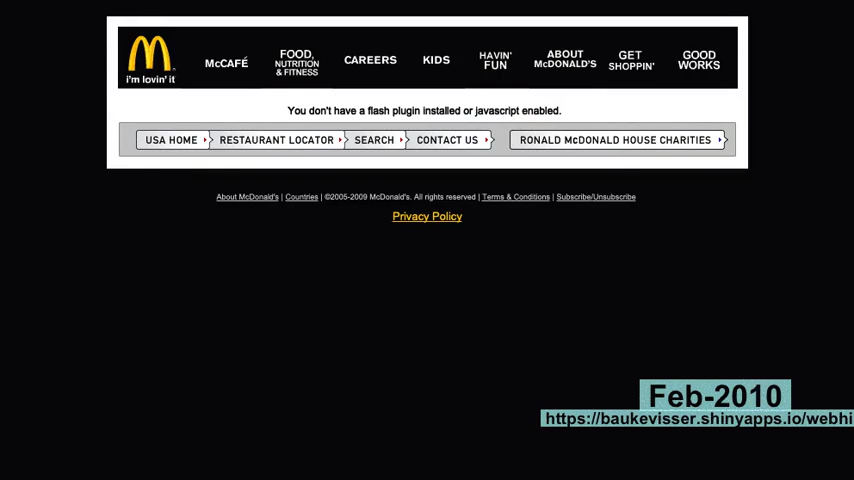 McCAFÉ
FOOD,
NUTRITION
& FITNESS
CAREERS
KIDS
HAVIN'
FUN
ABOUT
McDONALD'S
GET
SHOPPIN'
GOOD
WORKS
i'm lovin' it
You don't have a flash plugin installed or javascript enabled.
USA HOME RESTAURANT LOCATOR SEARCH CONTACT US RONALD McDONALD HOUSE CHARITIES
About McDonald's | Countries | ©2005-2009 McDonald's. All rights reserved | Terms & Conditions | Subscribe/Unsubscribe
Privacy Policy
Feb-2010
https://baukevisser.shinyapps.io/webhi